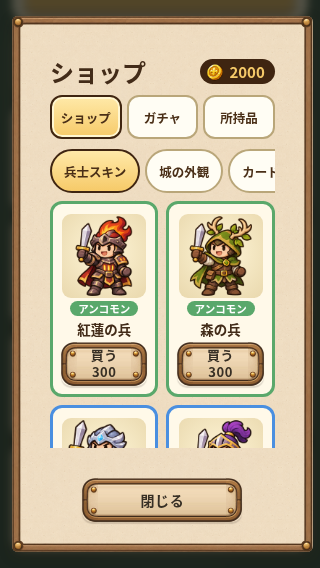 ショップ
2000
ショップ
ガチャ
所持品
兵士スキン
城の外観
カート
アンコモン
アンコモン
紅蓮の兵
森の兵
買う
300
買う
300
閉じる